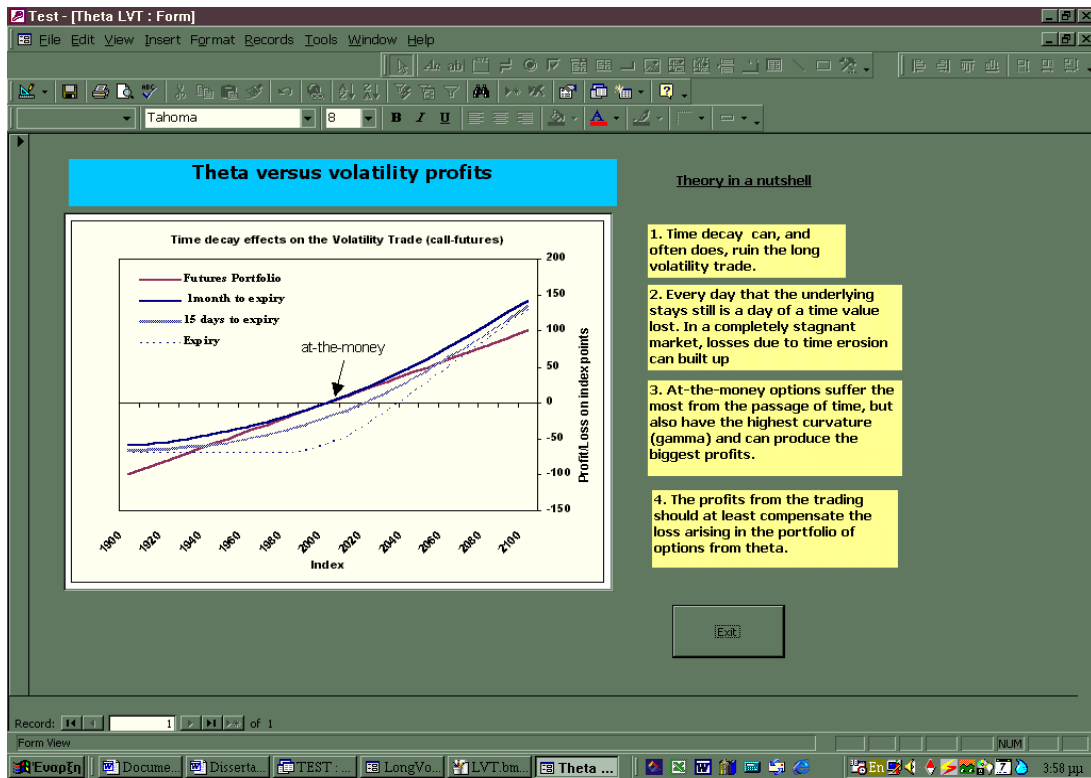 Test - [Theta LVT : Form]
File Edit View Insert Format Records Tools Window Help
Tahoma 8 B I U
Theta versus volatility profits
Theory in a nutshell
Time decay effects on the Volatility Trade (call-futures)
Futures Portfolio
1month to expiry
15 days to expiry
Expiry
at-the-money
200
150
100
50
0
-50
-100
-150
Profit/Loss on index points
1900 1920 1940 1960 1980 2000 2020 2040 2060 2080 2100
Index
1. Time decay can, and
often does, ruin the long
volatility trade.
2. Every day that the underlying
stays still is a day of a time value
lost. In a completely stagnant
market, losses due to time erosion
can built up
3. At-the-money options suffer the
most from the passage of time, but
also have the highest curvature
(gamma) and can produce the
biggest profits.
4. The profits from the trading
should at least compensate the
loss arising in the portfolio of
options from theta.
Exit
Record: 1 of 1
Form View NUM
Έναρξη Docume... Disserta... TEST : ... LongVo... LVT.bm... Theta ... En 3:58 μμ